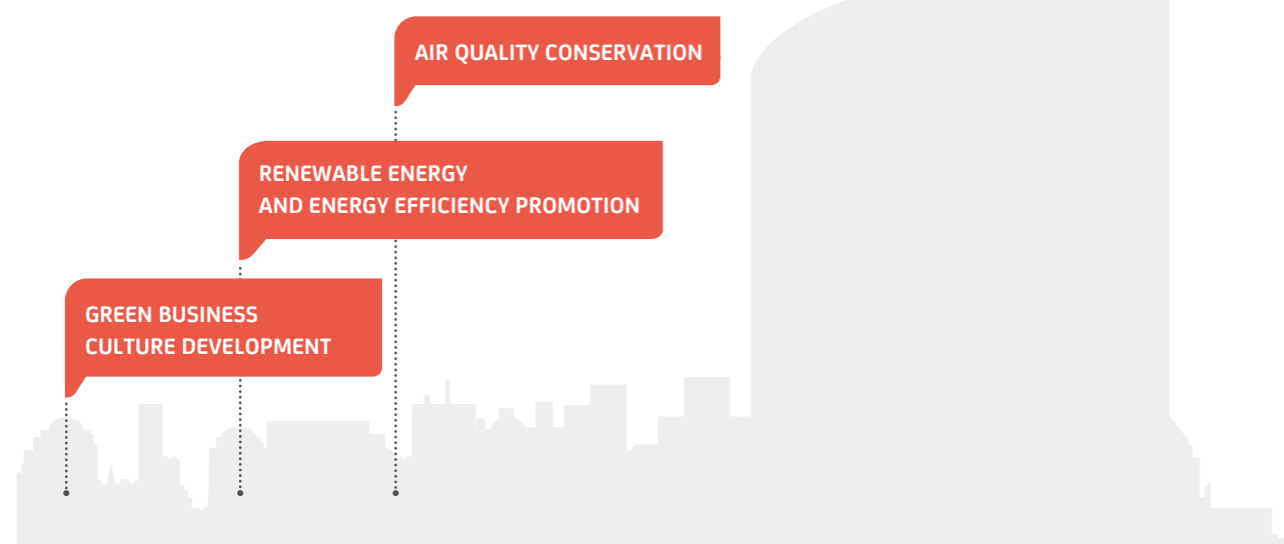 AIR QUALITY CONSERVATION
RENEWABLE ENERGY
AND ENERGY EFFICIENCY PROMOTION
GREEN BUSINESS
CULTURE DEVELOPMENT